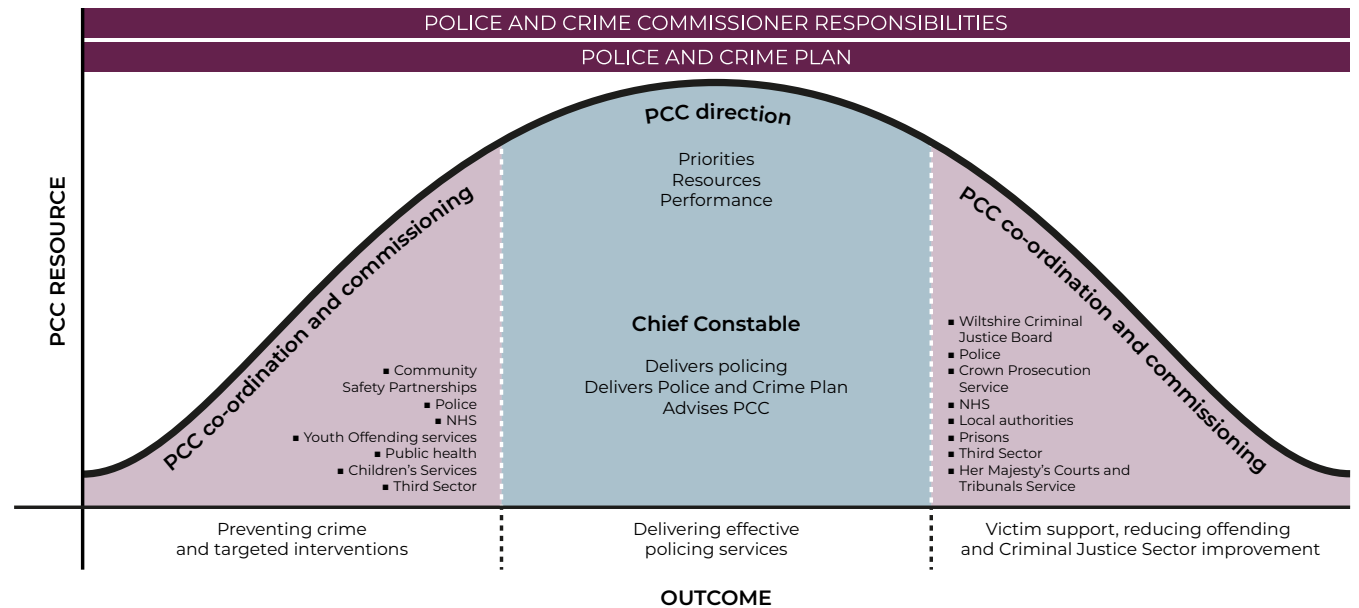 POLICE AND CRIME COMMISSIONER RESPONSIBILITIES
POLICE AND CRIME PLAN
PCC RESOURCE
PCC co-ordination and commissioning
▪ Community
Safety Partnerships
▪ Police
▪ NHS
▪ Youth Offending services
▪ Public health
▪ Children's Services
▪ Third Sector
PCC direction
Priorities
Resources
Performance
Chief Constable
Delivers policing
Delivers Police and Crime Plan
Advises PCC
PCC co-ordination and commissioning
▪ Wiltshire Criminal
Justice Board
▪ Police
▪ Crown Prosecution
Service
▪ NHS
▪ Local authorities
▪ Prisons
▪ Third Sector
▪ Her Majesty's Courts and
Tribunals Service
Preventing crime
and targeted interventions
Delivering effective
policing services
Victim support, reducing offending
and Criminal Justice Sector improvement
OUTCOME